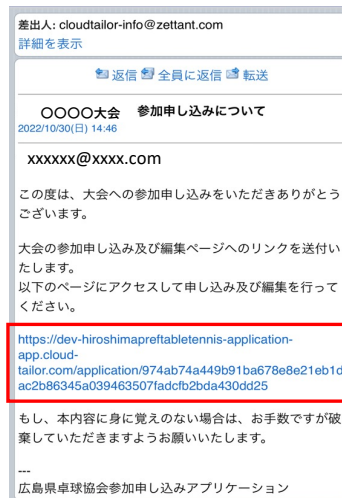 差出人: cloudtailor-info@zettant.com
詳細を表示
返信 全員に返信 転送
〇〇〇〇大会 参加申し込みについて
2022/10/30(日) 14:46
xxxxxx@xxxx.com
この度は、大会への参加申し込みをいただきありがとう
ございます。
大会の参加申し込み及び編集ページへのリンクを送付い
たします。
以下のページにアクセスして申し込み及び編集を行って
ください。
https://dev-hiroshimapreftabletennis-application-
app.cloud-
tailor.com/application/974ab74a449b91ba678e8e21eb1d
ac2b86345a039463507fadcfb2bda430dd25
もし、本内容に身に覚えのない場合は、お手数ですが破
棄していただきますようお願いいたします。
---
広島県卓球協会参加申し込みアプリケーション